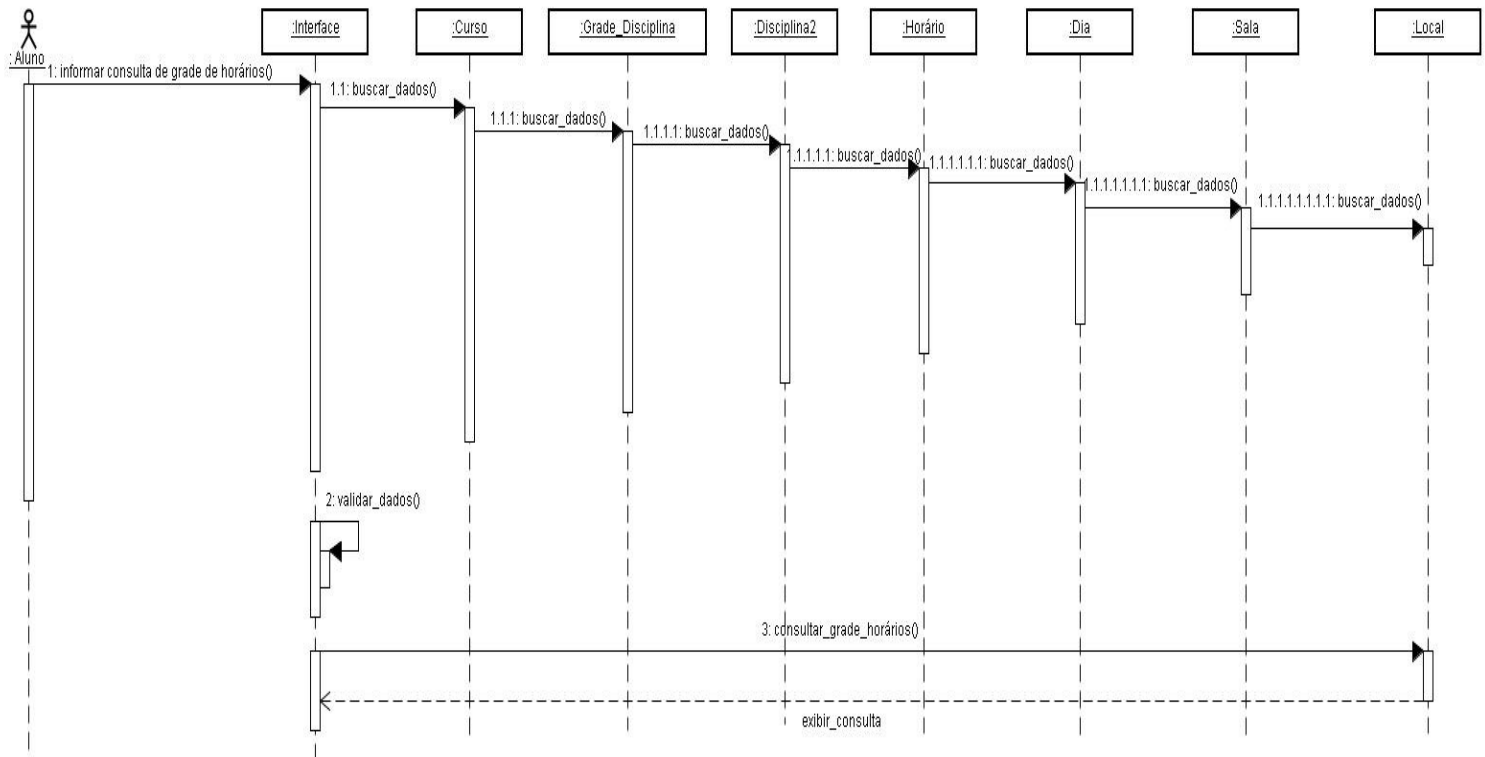 :Interface
:Curso
:Grade_Disciplina
:Disciplina2
:Horário
:Dia
:Sala
:Local
: Aluno
1: informar consulta de grade de horários()
1.1: buscar_dados()
1.1.1: buscar_dados()
1.1.1.1: buscar_dados()
1.1.1.1.1: buscar_dados()
1.1.1.1.1.1: buscar_dados()
1.1.1.1.1.1.1: buscar_dados()
1.1.1.1.1.1.1.1: buscar_dados()
2: validar_dados()
3: consultar_grade_horários()
exibir_consulta